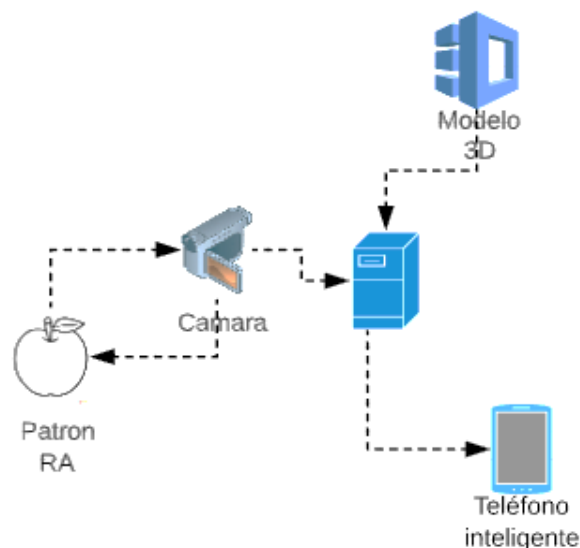 Modelo
3D
Camara
Patron
RA
Teléfono
inteligente